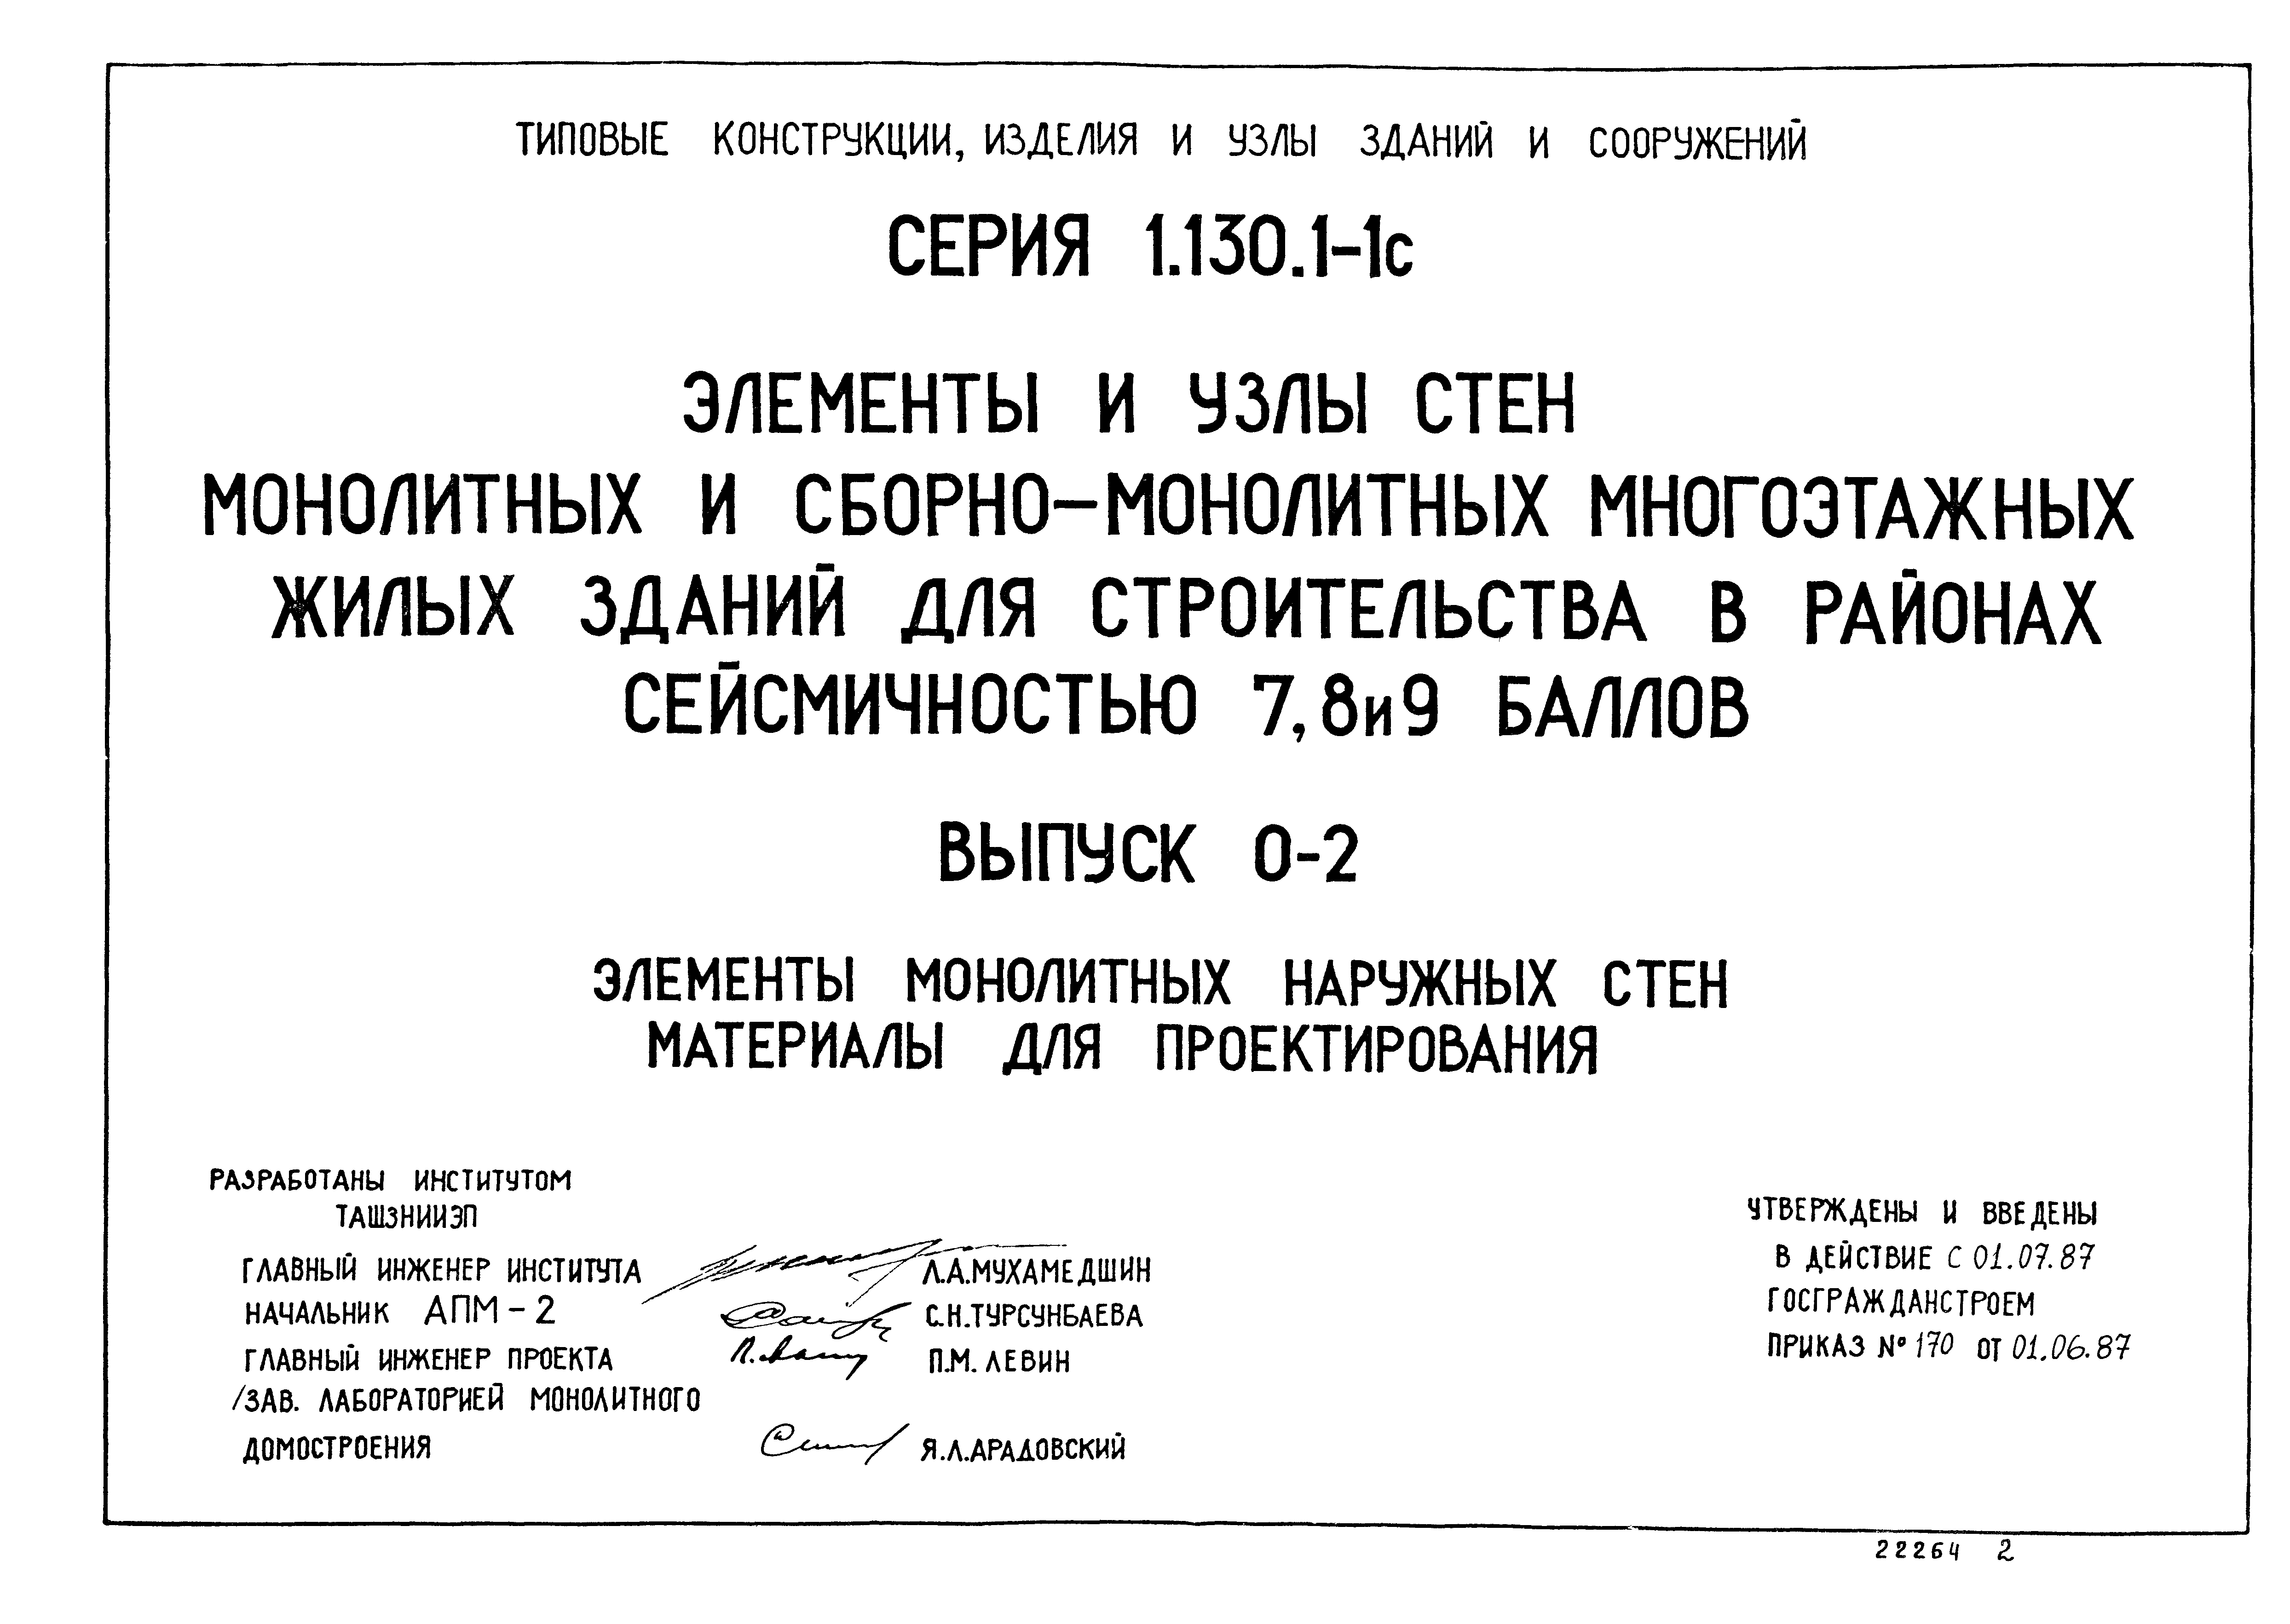 ТИПОВЫЕ КОНСТРУКЦИИ, ИЗДЕЛИЯ И УЗЛЫ ЗДАНИЙ И СООРУЖЕНИЙ
СЕРИЯ 1.130.1-1с
ЭЛЕМЕНТЫ И УЗЛЫ СТЕН
МОНОЛИТНЫХ И СБОРНО-МОНОЛИТНЫХ МНОГОЭТАЖНЫХ
ЖИЛЫХ ЗДАНИЙ ДЛЯ СТРОИТЕЛЬСТВА В РАЙОНАХ
СЕЙСМИЧНОСТЬЮ 7, 8 и 9 БАЛЛОВ
ВЫПУСК 0-2
ЭЛЕМЕНТЫ МОНОЛИТНЫХ НАРУЖНЫХ СТЕН
МАТЕРИАЛЫ ДЛЯ ПРОЕКТИРОВАНИЯ
РАЗРАБОТАНЫ ИНСТИТУТОМ
ТАШЗНИИЭП
ГЛАВНЫЙ ИНЖЕНЕР ИНСТИТУТА Л.А.МУХАМЕДШИН
НАЧАЛЬНИК АПМ-2 С.Н.ТУРСУНБАЕВА
ГЛАВНЫЙ ИНЖЕНЕР ПРОЕКТА П.М.ЛЕВИН
/ЗАВ. ЛАБОРАТОРИЕЙ МОНОЛИТНОГО
ДОМОСТРОЕНИЯ Я.Л.АРАДОВСКИЙ
УТВЕРЖДЕНЫ И ВВЕДЕНЫ
В ДЕЙСТВИЕ С 01.07.87
ГОСГРАЖДАНСТРОЕМ
ПРИКАЗ № 170 ОТ 01.06.87
22264 2